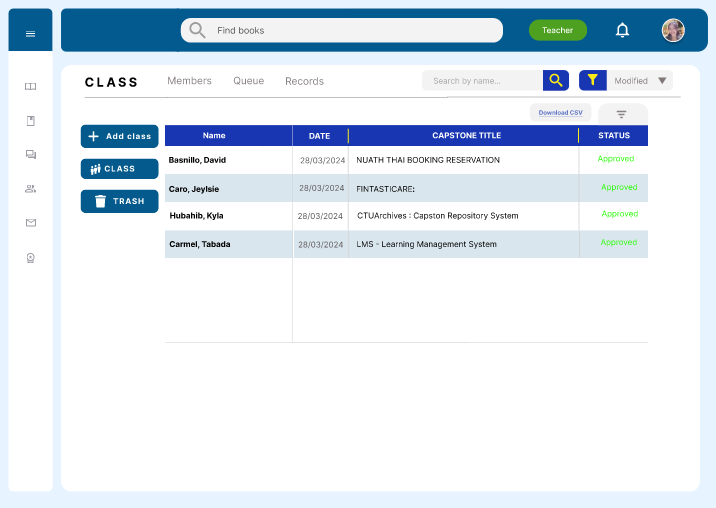 Find books
Teacher
CLASS Members Queue Records
Search by name...
Modified
Download CSV
Add class
CLASS
TRASH
Name DATE CAPSTONE TITLE STATUS
Basnillo, David 28/03/2024 NUATH THAI BOOKING RESERVATION Approved
Caro, Jeylsie 28/03/2024 FINTASTICARE: Approved
Hubahib, Kyla 28/03/2024 CTUArchives : Capston Repository System Approved
Carmel, Tabada 28/03/2024 LMS - Learning Management System Approved